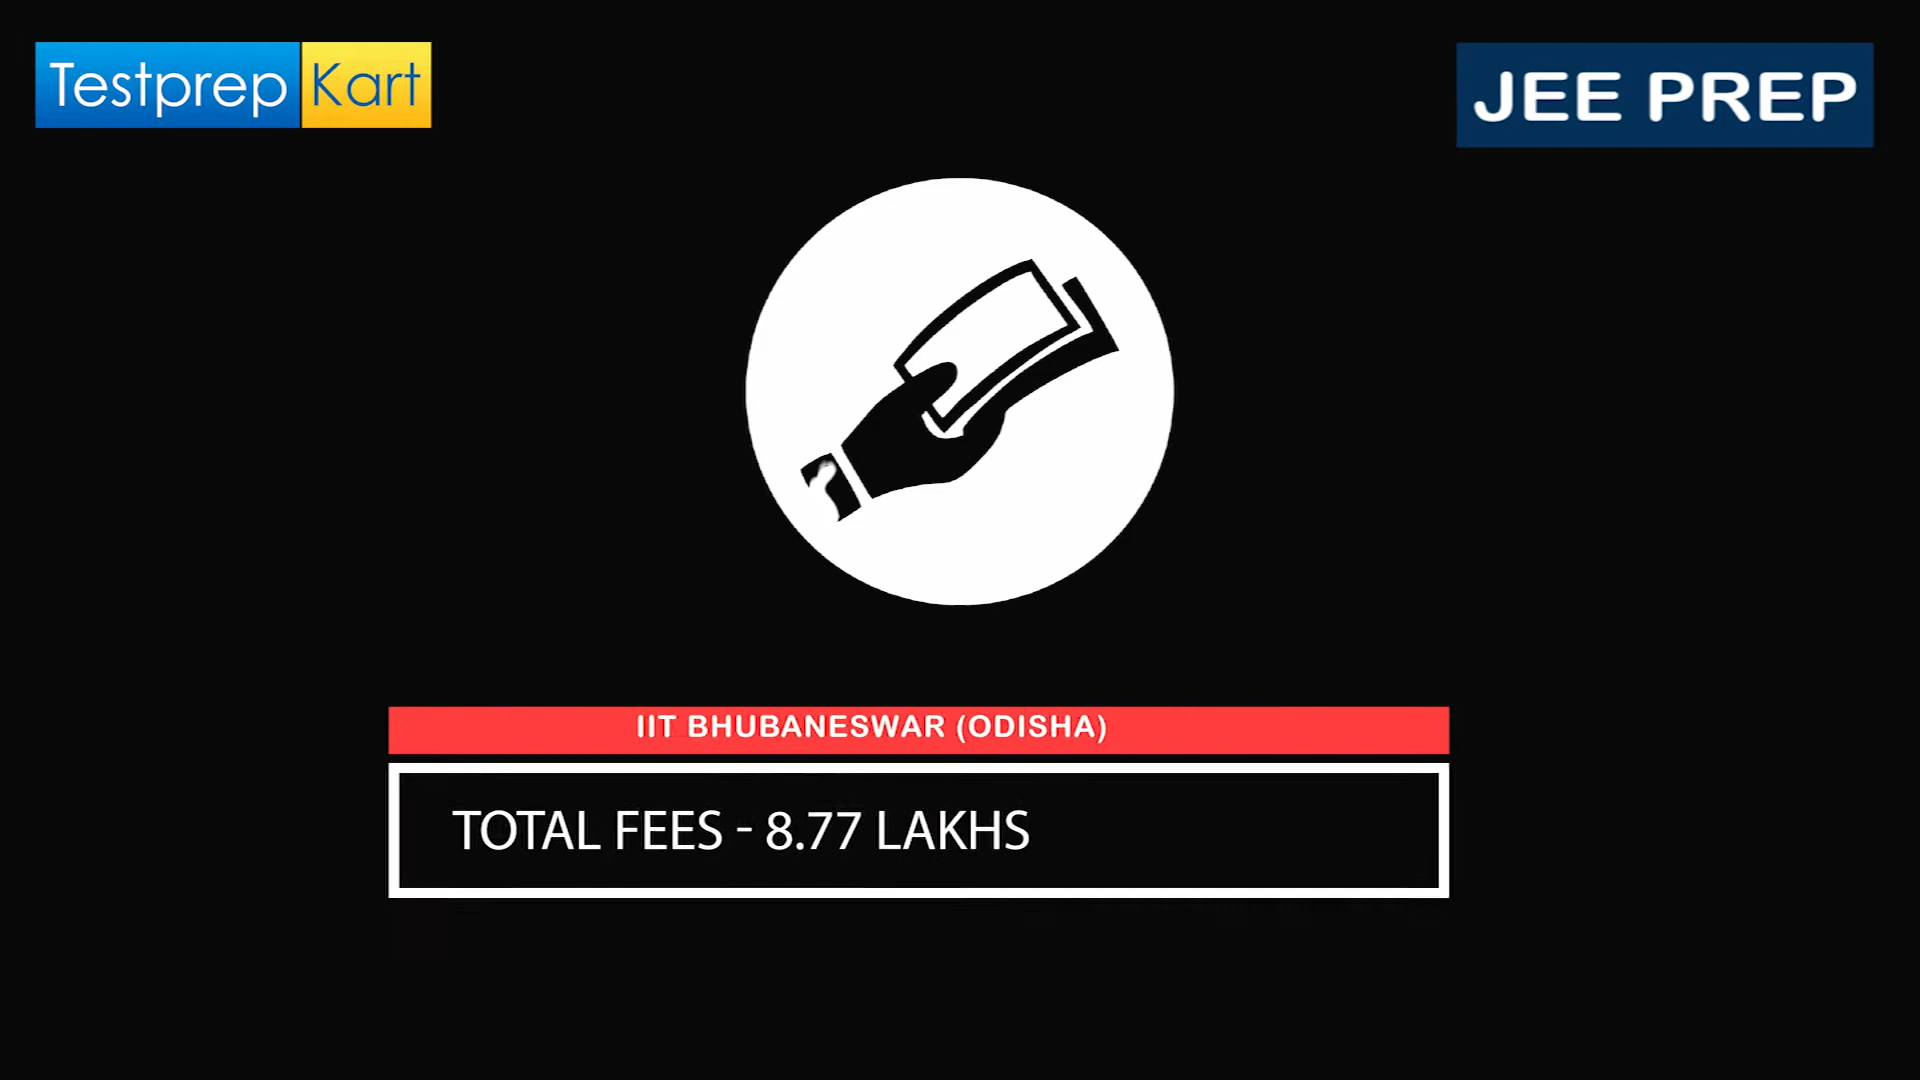 Testprep Kart
JEE PREP
IIT BHUBANESWAR (ODISHA)
TOTAL FEES - 8.77 LAKHS